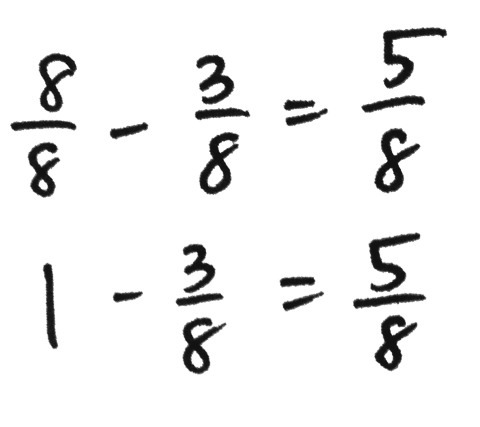 8/8 - 3/8 = 5/8
1 - 3/8 = 5/8